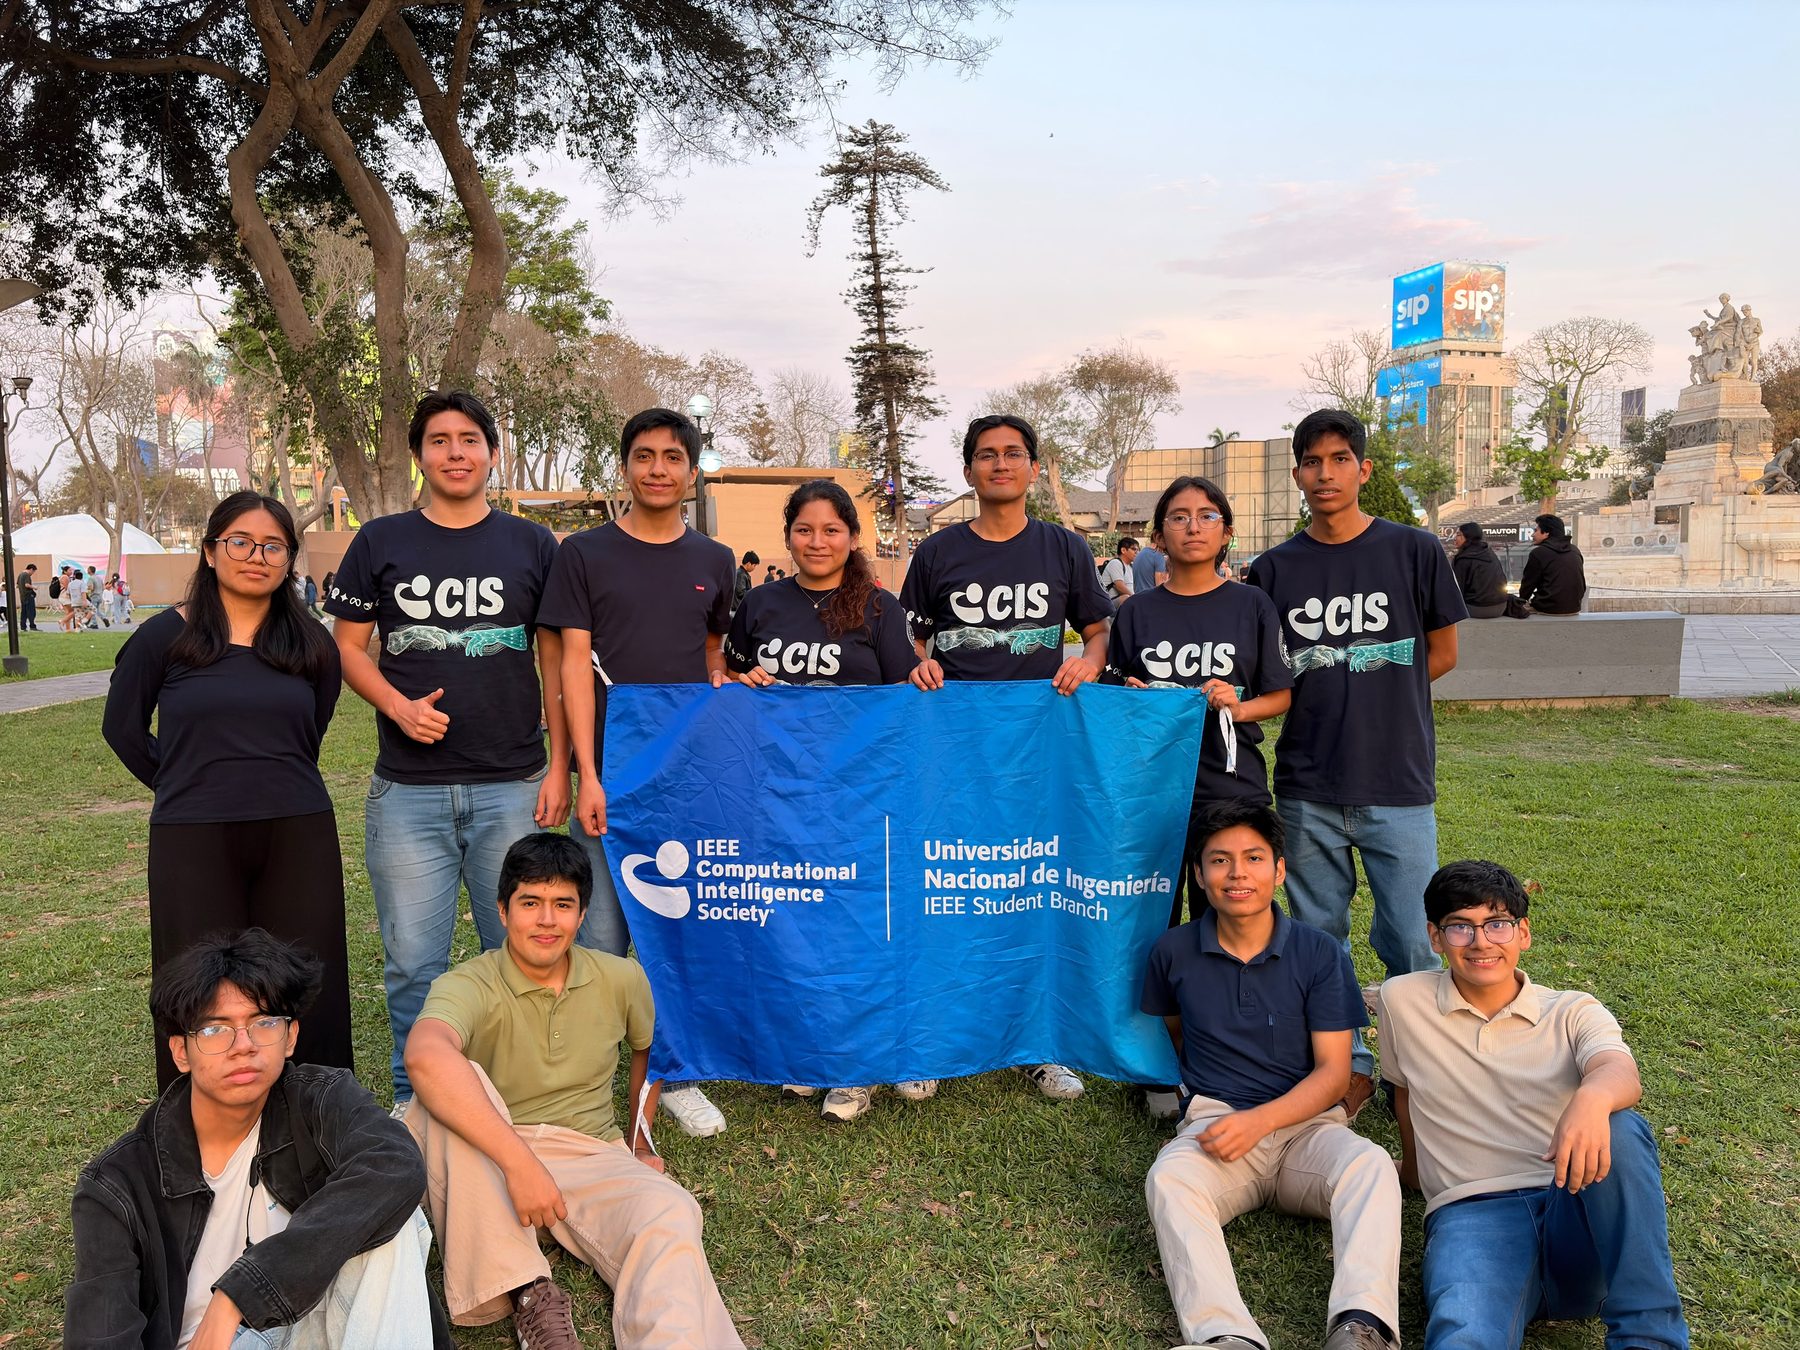 sip
sip
CIS
CIS
CIS
CIS
CIS
IEEE
Computational
Intelligence
Society
Universidad
Nacional de Ingeniería
IEEE Student Branch